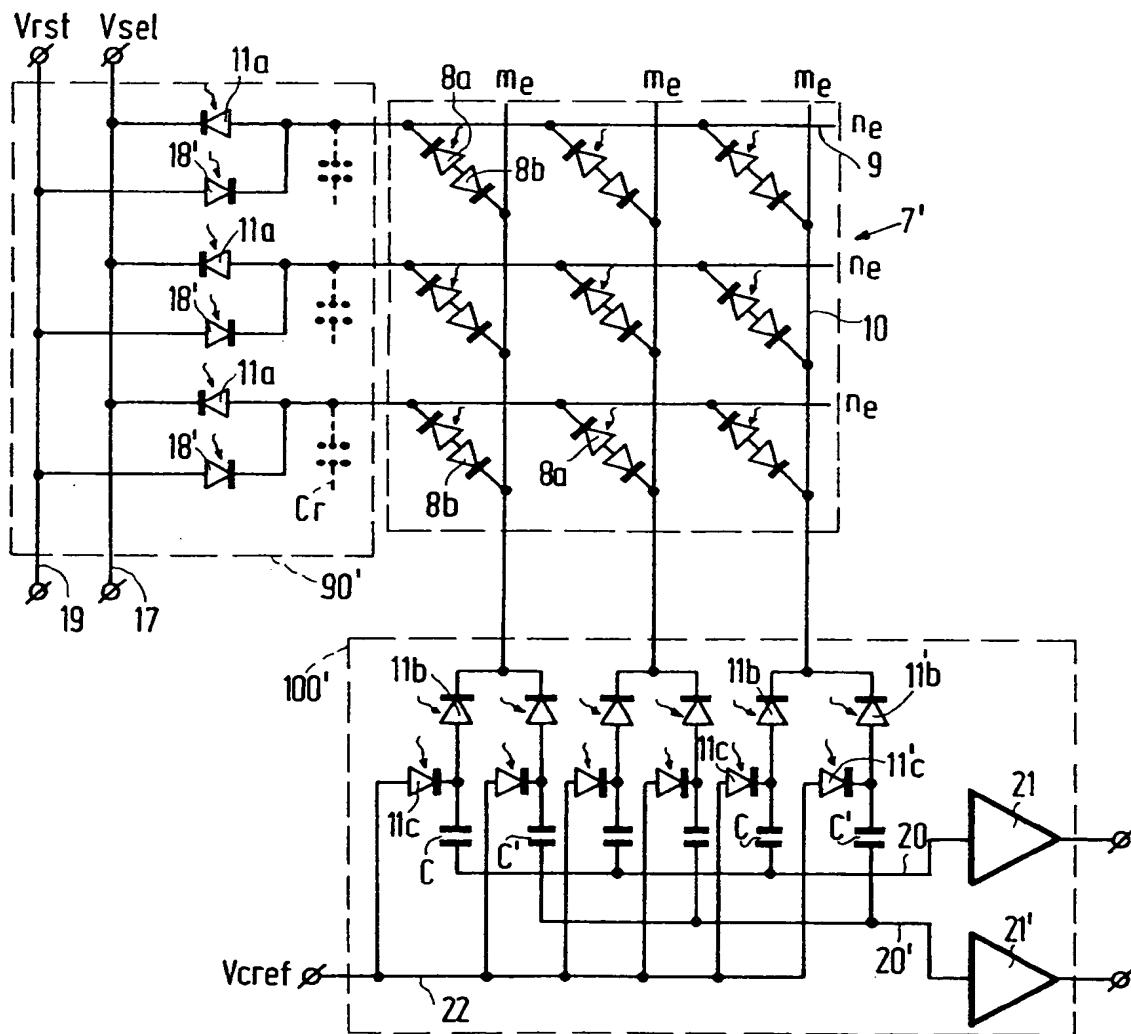 Vrst Vsel
11a 8a me me me
ne
18' 8b 9
7'
11a ne
18' 10
11a ne
18' 8a
8b
Cr
90'
19 17
100' 11b 11b 11'b
11c 11'c
11c 21
C C' C C' 20
20' 21'
Vcref
22